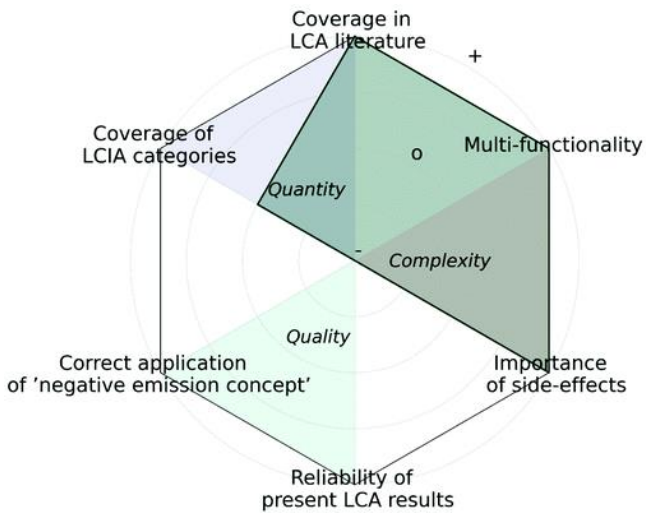 Coverage in
LCA literature
+
Coverage of
LCIA categories
Multi-functionality
o
Quantity
-
Complexity
Quality
Correct application
of ’negative emission concept’
Importance
of side-effects
Reliability of
present LCA results